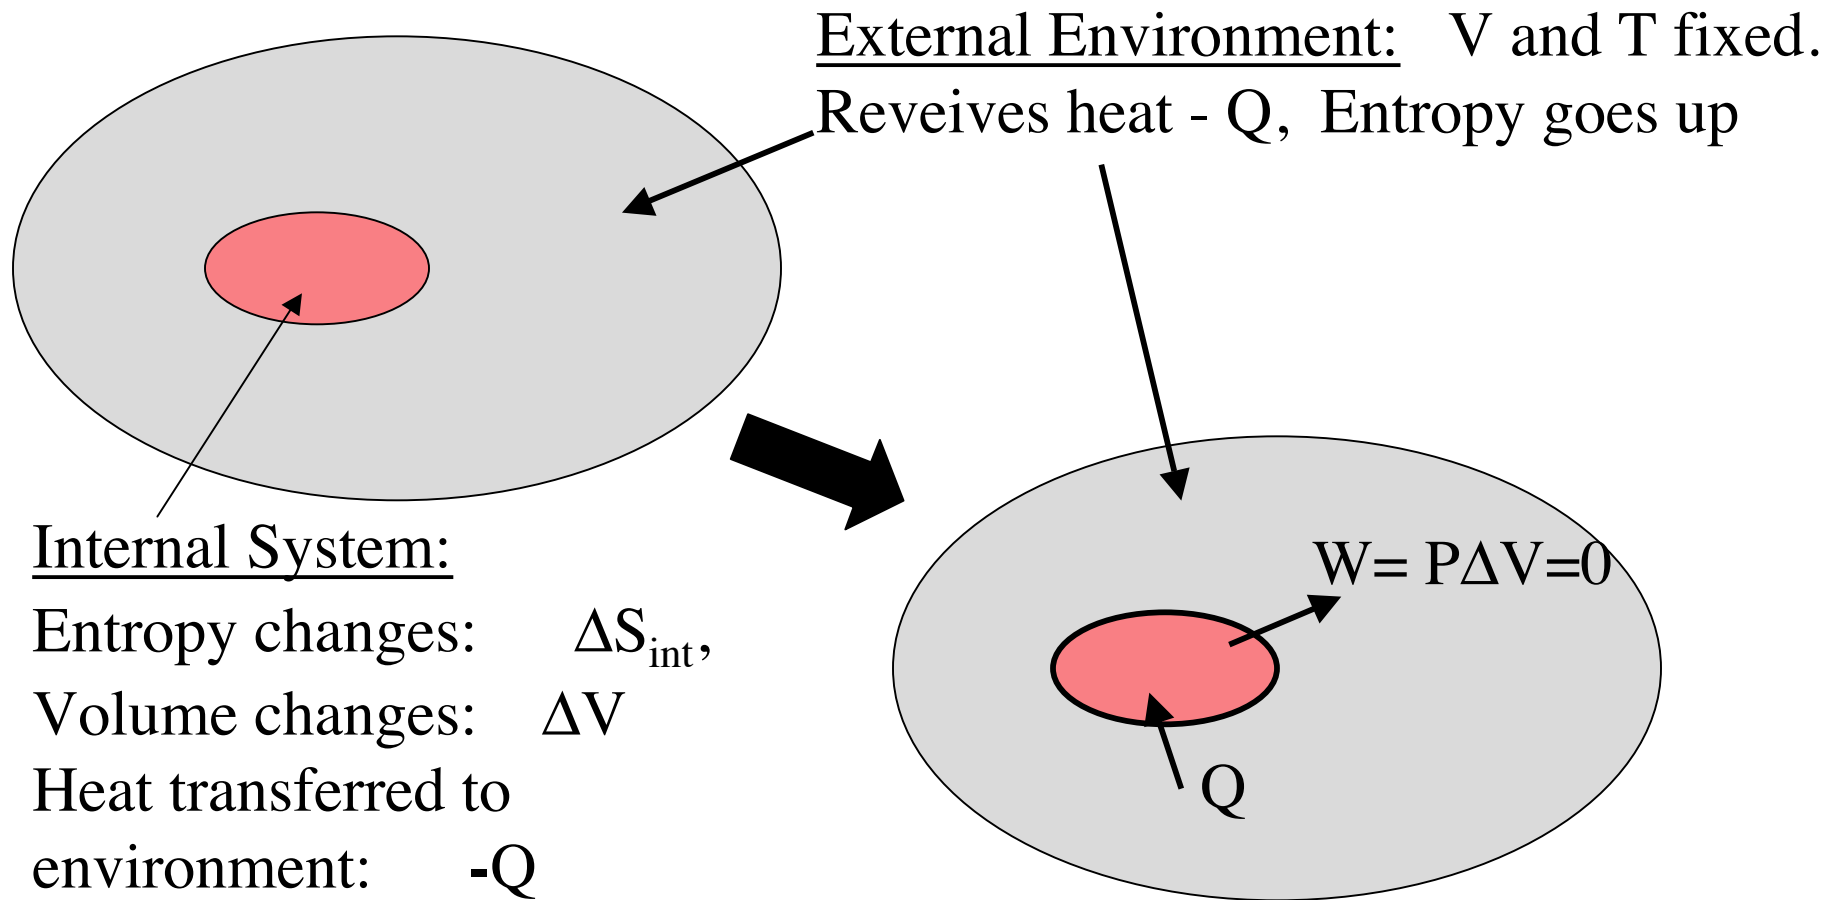 External Environment: V and T fixed.
Reveives heat - Q, Entropy goes up
Internal System:
Entropy changes: ΔS_int,
Volume changes: ΔV
Heat transferred to
environment: -Q
W= PΔV=0
Q